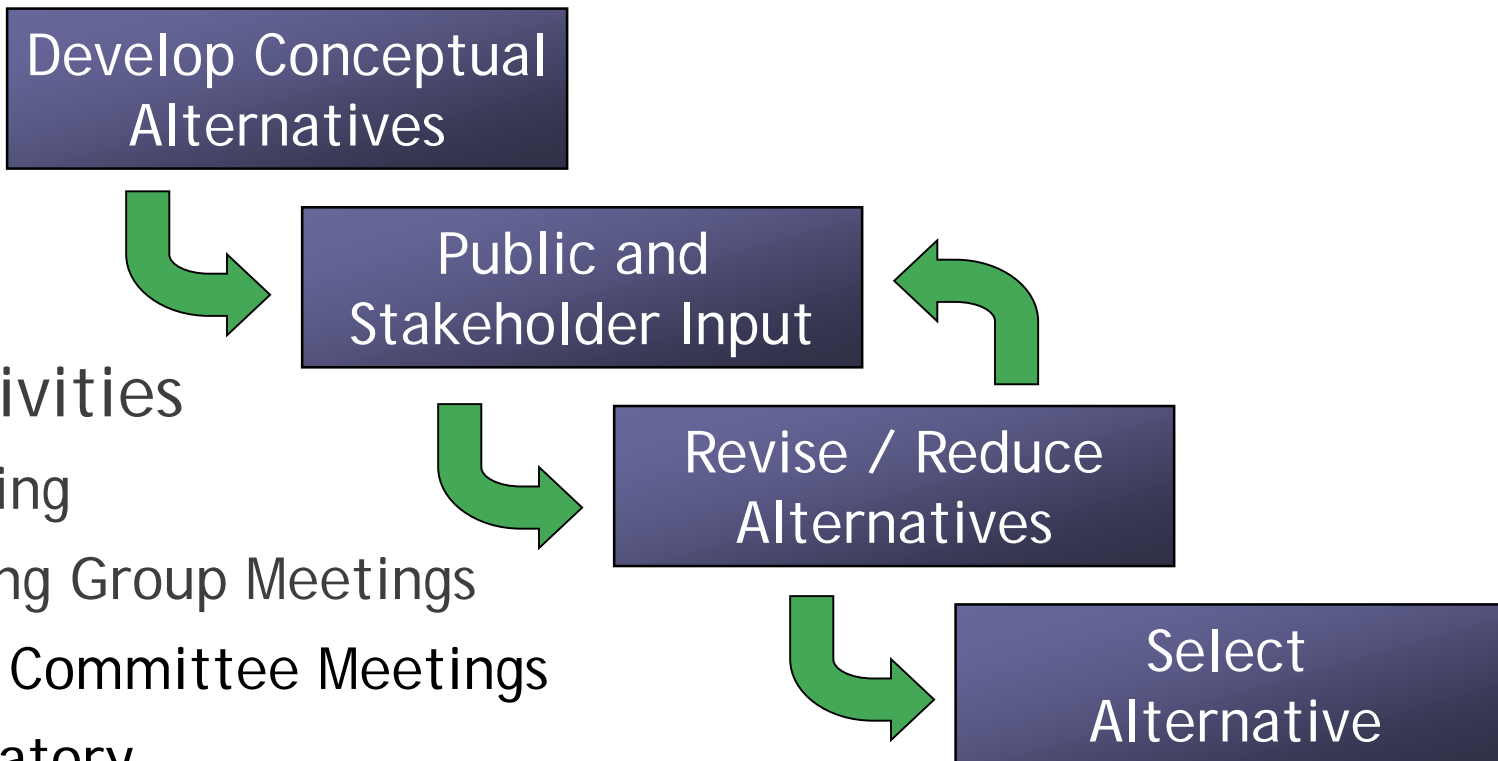 Develop Conceptual
Alternatives
Public and
Stakeholder Input
Revise / Reduce
Alternatives
Select
Alternative
ivities
ing
ng Group Meetings
Committee Meetings
atory